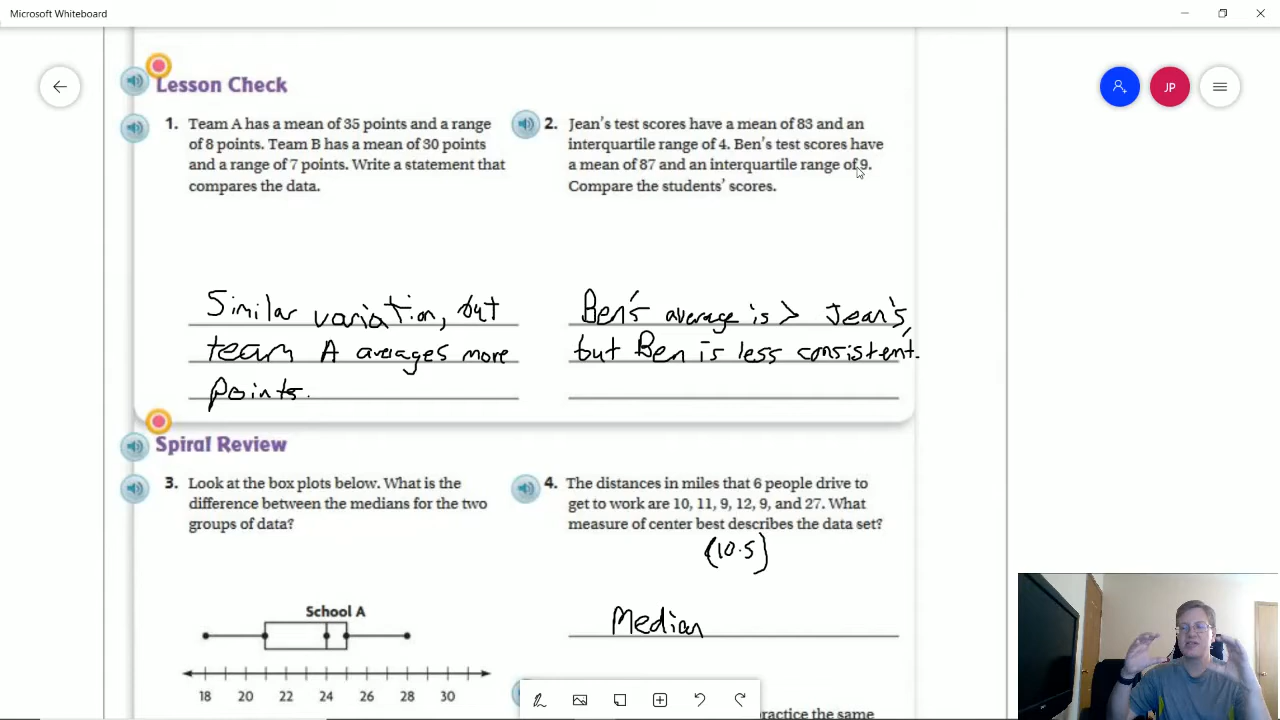 Microsoft Whiteboard
JP
Lesson Check
1. Team A has a mean of 35 points and a range
of 8 points. Team B has a mean of 30 points
and a range of 7 points. Write a statement that
compares the data.
Similar variation, but
team A averages more
points.
2. Jean's test scores have a mean of 83 and an
interquartile range of 4. Ben's test scores have
a mean of 87 and an interquartile range of 9.
Compare the students' scores.
Ben's average is > Jean's,
but Ben is less consistent.
Spiral Review
3. Look at the box plots below. What is the
difference between the medians for the two
groups of data?
School A
18 20 22 24 26 28 30
4. The distances in miles that 6 people drive to
get to work are 10, 11, 9, 12, 9, and 27. What
measure of center best describes the data set?
(10.5)
Median
practice the same